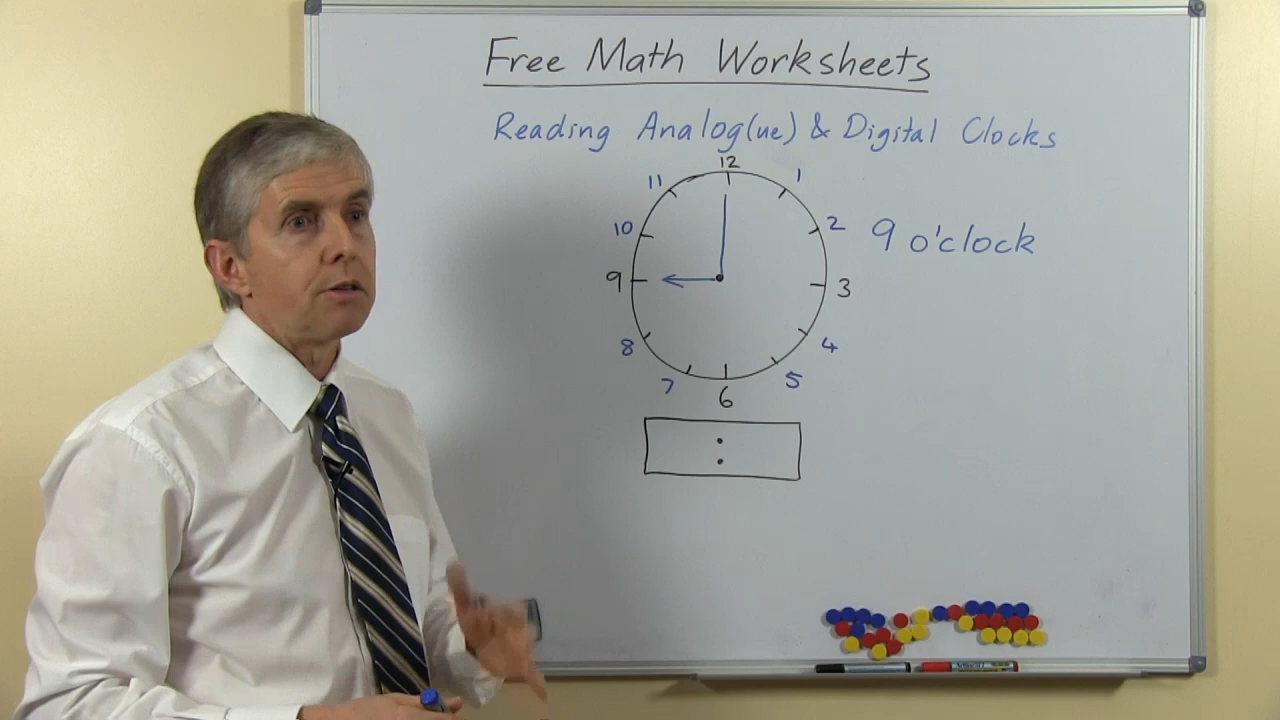 Free Math Worksheets
Reading Analog(ue) & Digital Clocks
12
11 1
10 2
9 o'clock
9 3
8 4
7 5
6
: